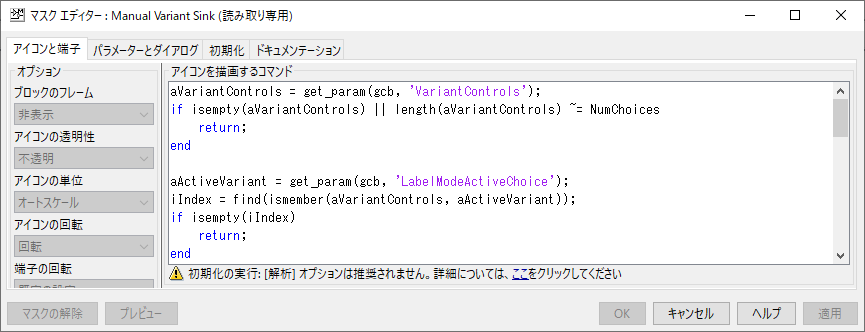 マスク エディター : Manual Variant Sink (読み取り専用)
アイコンと端子 パラメーターとダイアログ 初期化 ドキュメンテーション
オプション
ブロックのフレーム
非表示
アイコンの透明性
不透明
アイコンの単位
オートスケール
アイコンの回転
回転
端子の回転
アイコンを描画するコマンド
aVariantControls = get_param(gcb, 'VariantControls');
if isempty(aVariantControls) || length(aVariantControls) ~= NumChoices
return;
end
aActiveVariant = get_param(gcb, 'LabelModeActiveChoice');
iIndex = find(ismember(aVariantControls, aActiveVariant));
if isempty(iIndex)
return;
end
初期化の実行: [解析] オプションは推奨されません。詳細については、ここをクリックしてください
マスクの解除 プレビュー OK キャンセル ヘルプ 適用